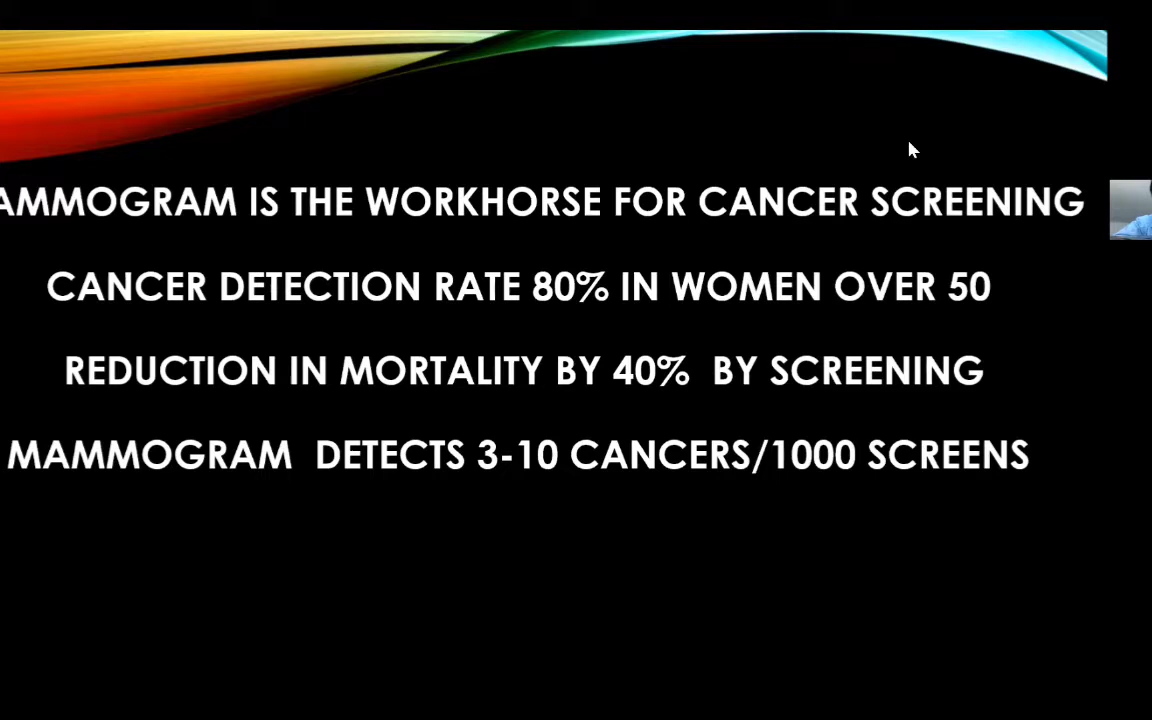 AMMOGRAM IS THE WORKHORSE FOR CANCER SCREENING
CANCER DETECTION RATE 80% IN WOMEN OVER 50
REDUCTION IN MORTALITY BY 40% BY SCREENING
MAMMOGRAM DETECTS 3-10 CANCERS/1000 SCREENS